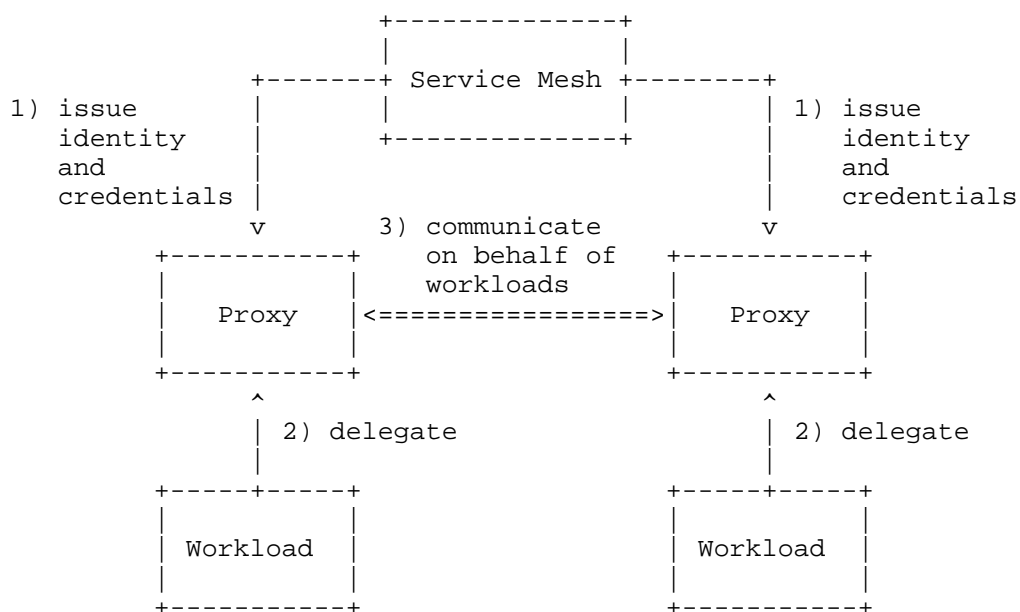 Service Mesh
1) issue
identity
and
credentials
1) issue
identity
and
credentials
3) communicate
on behalf of
workloads
Proxy
Proxy
2) delegate
2) delegate
Workload
Workload